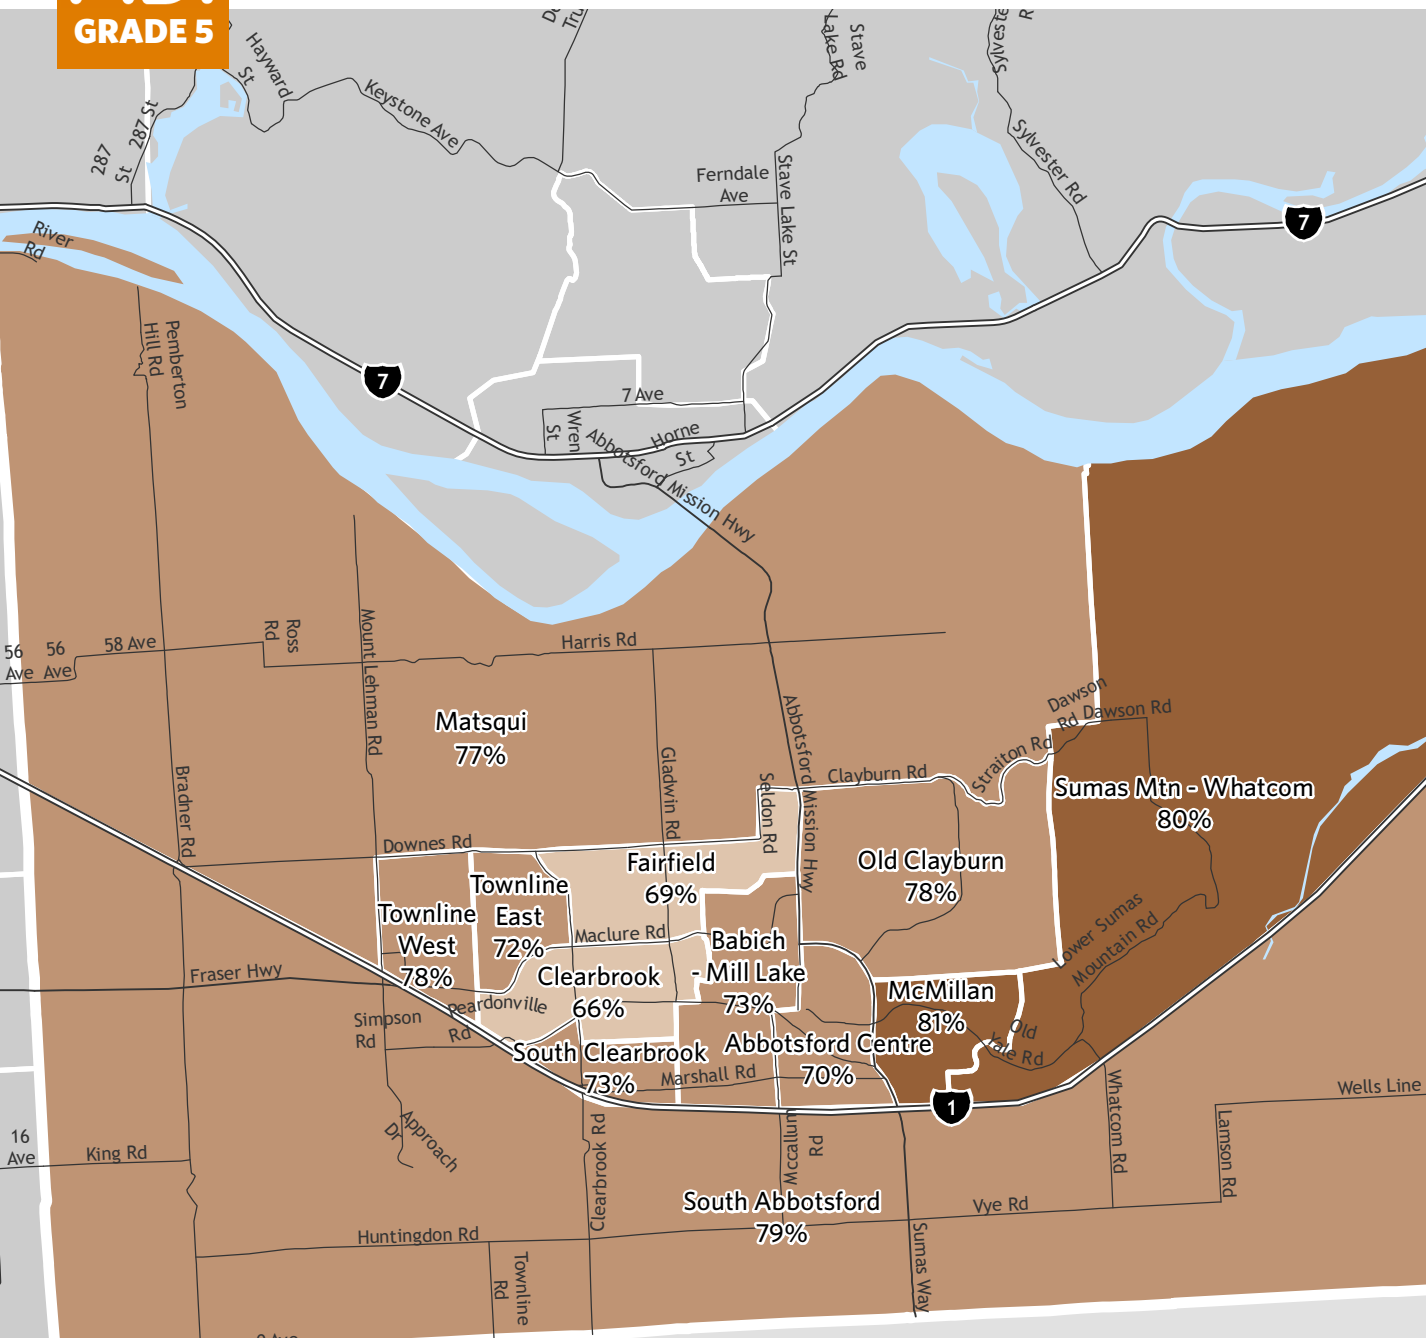 GRADE 5
Hayward
St
Keystone Ave
Stave
Lake Rd
Sylvester Rd
287
St
287 St
Ferndale
Ave
Stave Lake St
River
Rd
7
7
Pemberton
Hill Rd
7 Ave
Wren
St
Horne
St
Abbotsford Mission Hwy
58 Ave
56
Ave
56
Ave
Ross
Rd
Mount Lehman Rd
Harris Rd
Matsqui
77%
Gladwin Rd
Abbotsford Mission Hwy
Dawson
Rd
Dawson Rd
Straiton Rd
Clayburn Rd
Seldon Rd
Bradner Rd
Sumas Mtn - Whatcom
80%
Downes Rd
Fairfield
69%
Old Clayburn
78%
Townline
East
72%
Townline
West
78%
Maclure Rd
Babich
- Mill Lake
73%
Clearbrook
66%
Lower Sumas
Mountain Rd
Fraser Hwy
Peardonville
Rd
McMillan
81%
Simpson
Rd
Old
Yale Rd
South Clearbrook
73%
Abbotsford Centre
70%
Marshall Rd
1
Whatcom Rd
Wells Line
16
Ave
King Rd
Approach
Dr
Clearbrook Rd
Mccallum
Rd
Lamson Rd
South Abbotsford
79%
Vye Rd
Huntingdon Rd
Townline
Rd
Sumas Way